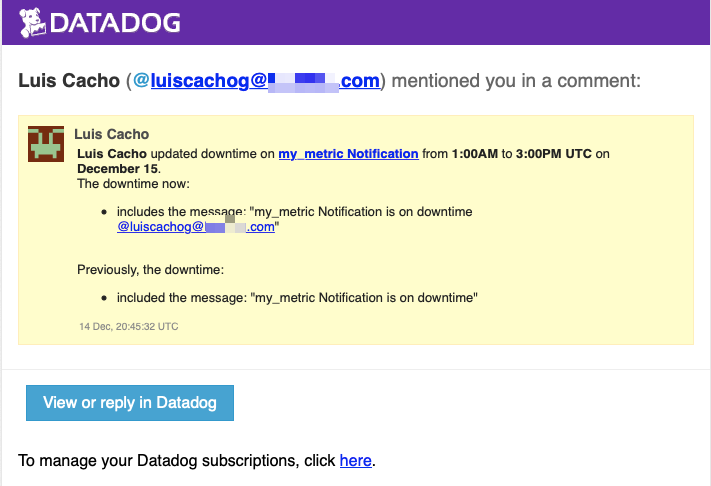 DATADOG
Luis Cacho (@luiscachog@ .com) mentioned you in a comment:
Luis Cacho
Luis Cacho updated downtime on my_metric Notification from 1:00AM to 3:00PM UTC on
December 15.
The downtime now:
• includes the message: "my_metric Notification is on downtime
@luiscachog@ .com"
Previously, the downtime:
• included the message: "my_metric Notification is on downtime"
14 Dec, 20:45:32 UTC
View or reply in Datadog
To manage your Datadog subscriptions, click here.